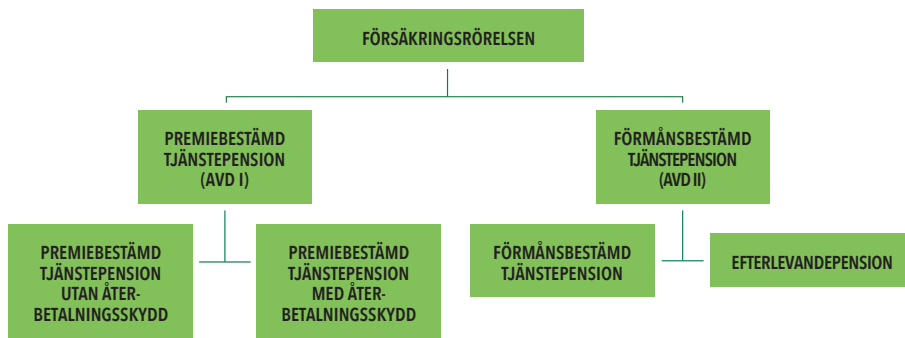 FÖRSÄKRINGSRÖRELSEN
PREMIEBESTÄMD
TJÄNSTEPENSION
(AVD I)
FÖRMÅNSBESTÄMD
TJÄNSTEPENSION
(AVD II)
PREMIEBESTÄMD
TJÄNSTEPENSION
UTAN ÅTER-
BETALNINGSSKYDD
PREMIEBESTÄMD
TJÄNSTEPENSION
MED ÅTER-
BETALNINGSSKYDD
FÖRMÅNSBESTÄMD
TJÄNSTEPENSION
EFTERLEVANDEPENSION